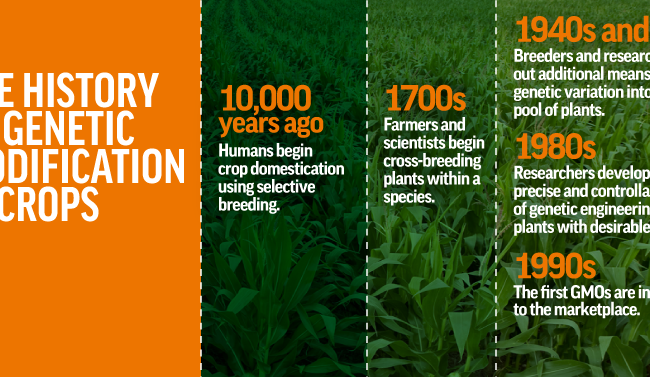 E HISTORY
GENETIC
ODIFICATION
CROPS
10,000
years ago
Humans begin
crop domestication
using selective
breeding.
1700s
Farmers and
scientists begin
cross-breeding
plants within a
species.
1940s and
Breeders and researc
out additional means
genetic variation into
pool of plants.
1980s
Researchers develop
precise and controlla
of genetic engineerin
plants with desirable
1990s
The first GMOs are in
to the marketplace.